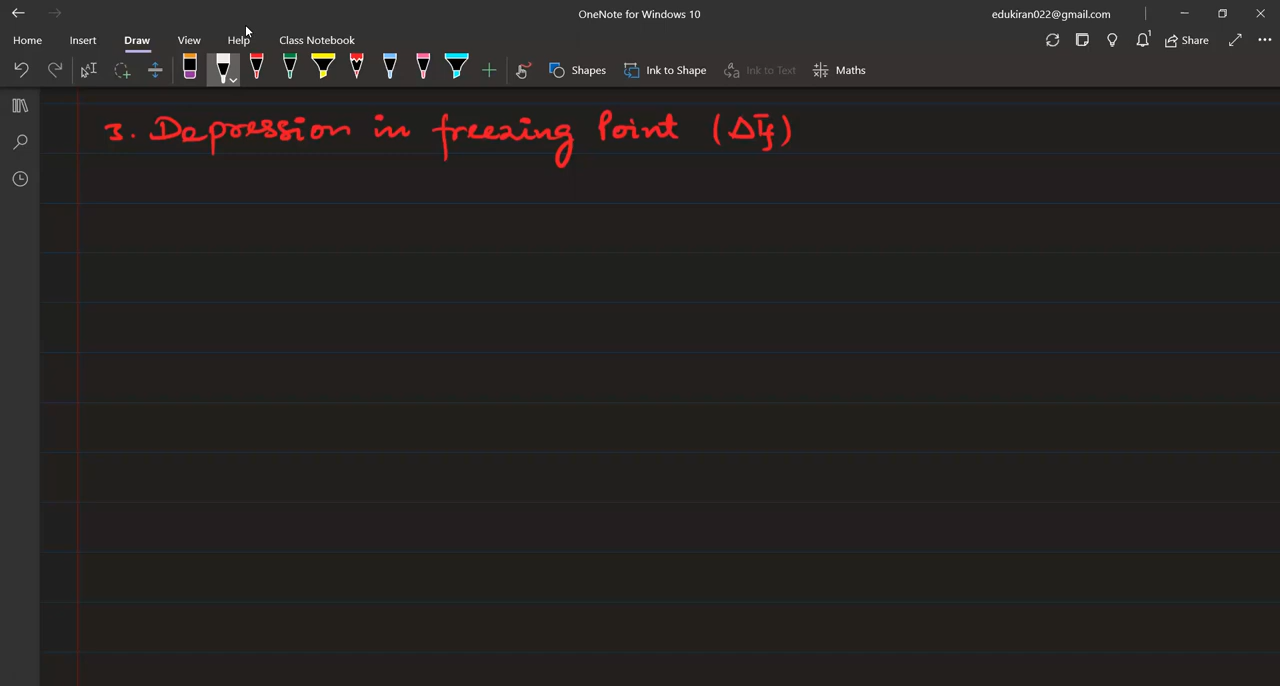 OneNote for Windows 10
edukiran022@gmail.com
Home Insert Draw View Help Class Notebook
Share
Shapes Ink to Shape Ink to Text Maths
3. Depression in freezing Point (ΔTf)